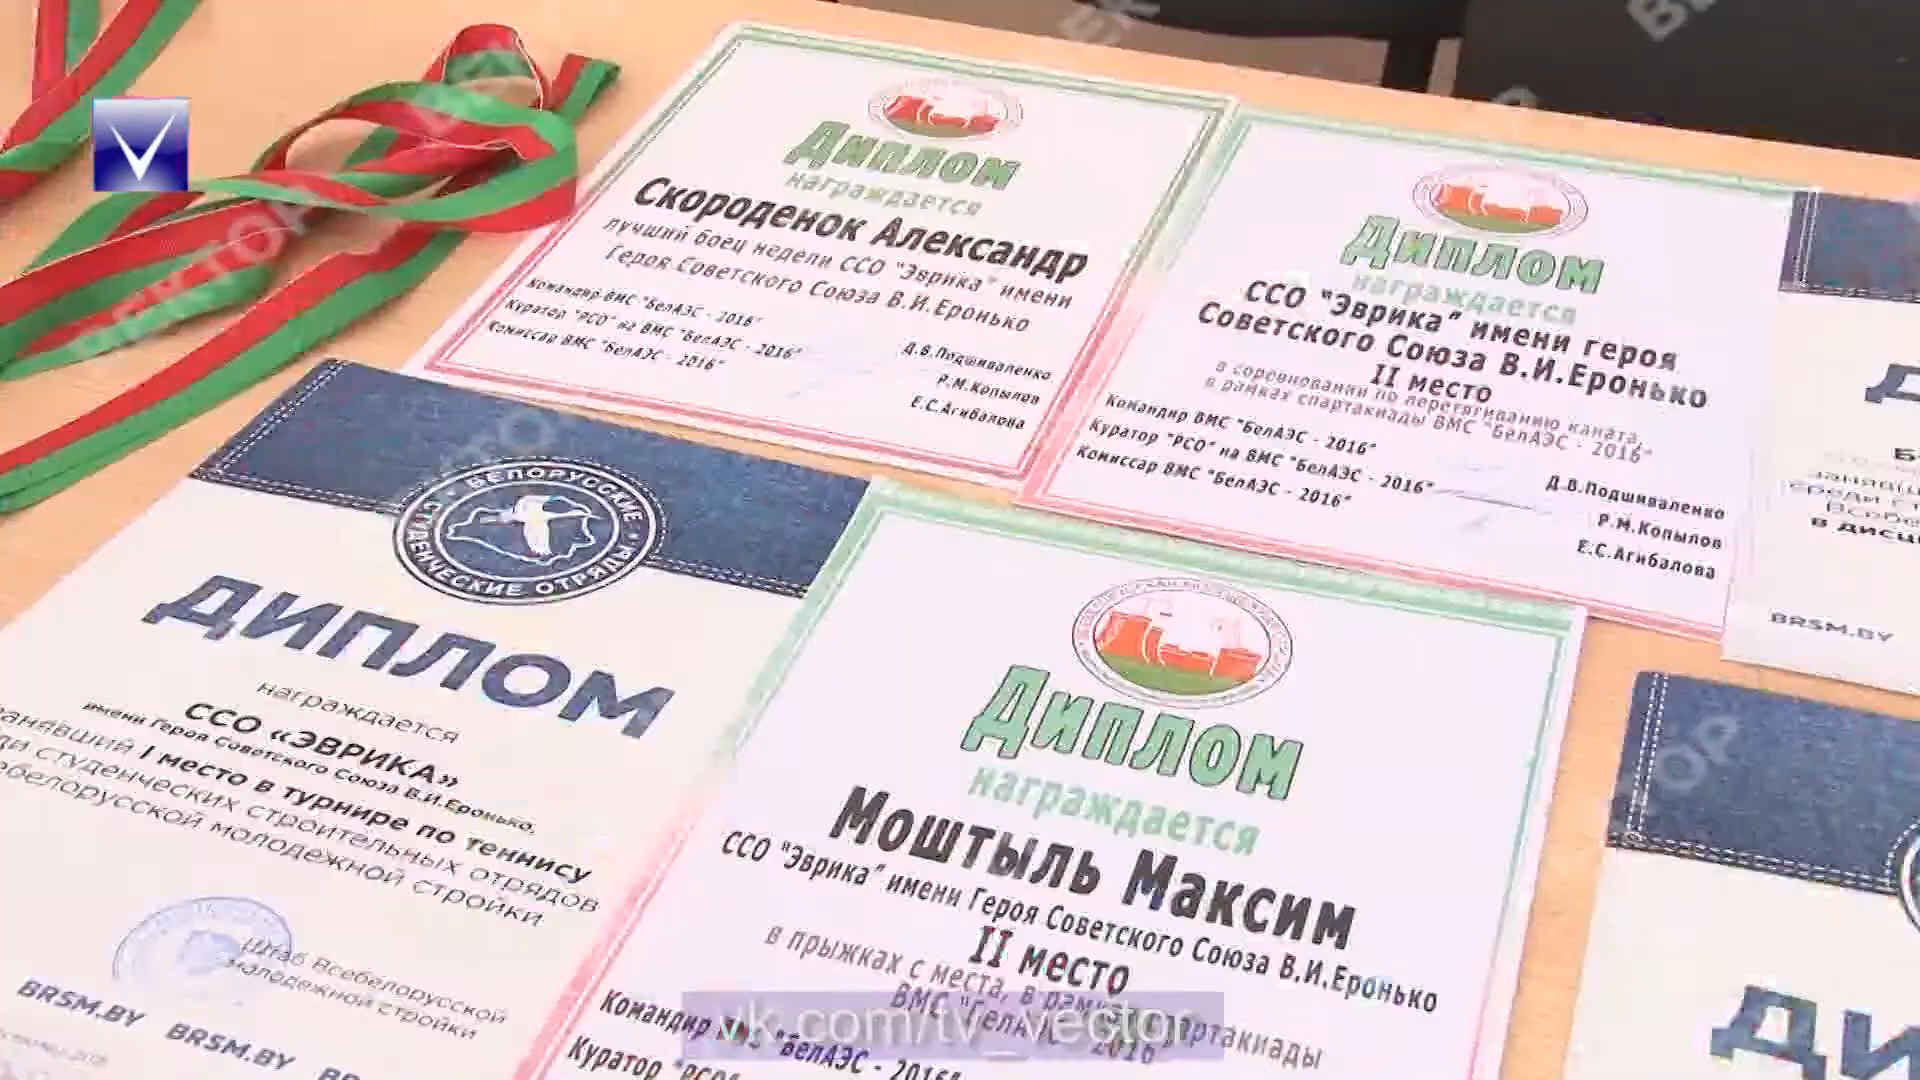 Диплом
награждается
Скороденок Александр
лучший боец недели ССО "Эврика" имени
Героя Советского Союза В.И.Еронько
Командир ВМС "БелАЭС - 2016"
Куратор "РСО" на ВМС "БелАЭС - 2016"
Комиссар ВМС "БелАЭС - 2016"
Д.В.Подшиваленко
Р.М.Копылов
Е.С.Агибалова
Диплом
награждается
ССО "Эврика" имени героя
Советского Союза В.И.Еронько
II место
в соревновании по перетягиванию каната,
в рамках спартакиады ВМС "БелАЭС - 2016"
Командир ВМС "БелАЭС - 2016"
Куратор "РСО" на ВМС "БелАЭС - 2016"
Комиссар ВМС "БелАЭС - 2016"
Д.В.Подшиваленко
Р.М.Копылов
Е.С.Агибалова
BRSM.BY
БЕЛОРУССКИЕ
СТУДЕНЧЕСКИЕ ОТРЯДЫ
ДИПЛОМ
награждается
ССО «ЭВРИКА»
имени Героя Советского Союза В.И.Еронько,
I место в турнире по теннису
студенческих строительных отрядов
молодежной стройки
Штаб Всебелорусской
молодежной стройки
BRSM.BY BRSM.BY
Диплом
награждается
Моштыль Максим
ССО "Эврика" имени Героя Советского Союза В.И.Еронько
II место
в прыжках с места, в рамках спартакиады
ВМС "БелАЭС - 2016"
Командир ВМС "БелАЭС - 2016"
Куратор "РСО"
vk.com/tv_vector
ВЕКТОР